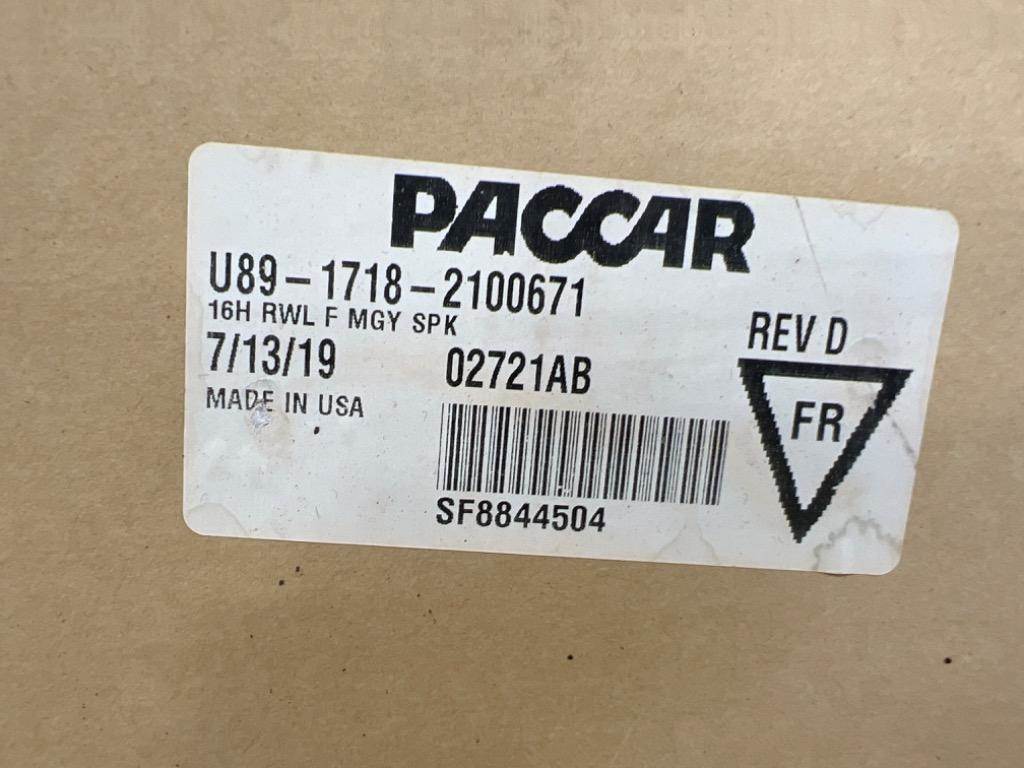 PACCAR
U89-1718-2100671
16H RWL F MGY SPK
7/13/19
02721AB
MADE IN USA
SF8844504
REV D
FR